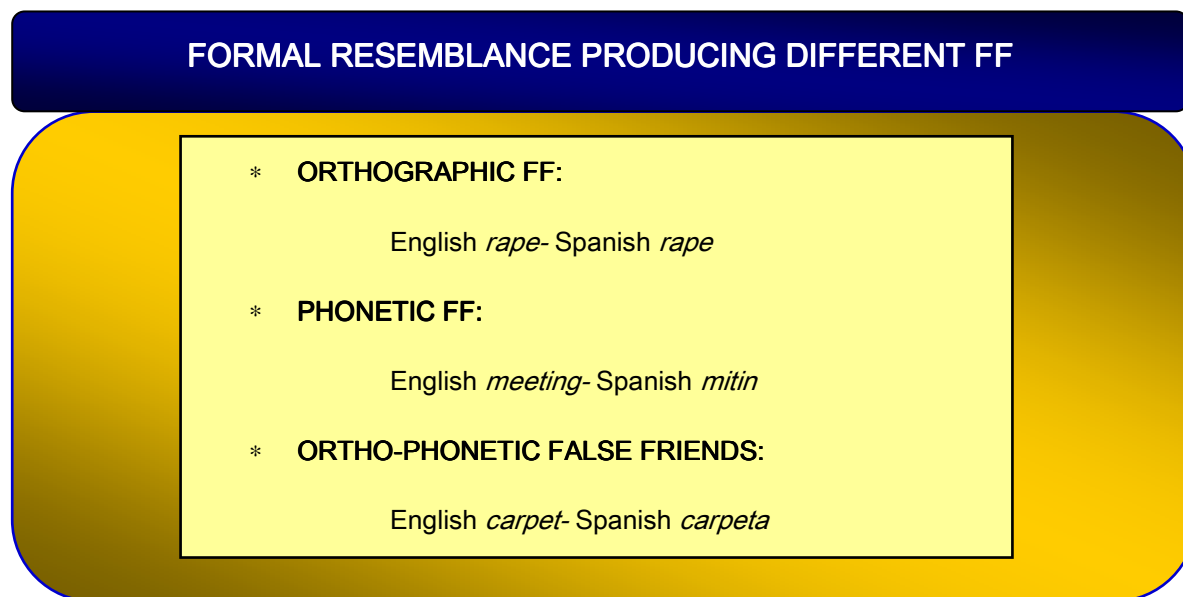 FORMAL RESEMBLANCE PRODUCING DIFFERENT FF
* ORTHOGRAPHIC FF:
English rape- Spanish rape
* PHONETIC FF:
English meeting- Spanish mitin
* ORTHO-PHONETIC FALSE FRIENDS:
English carpet- Spanish carpeta